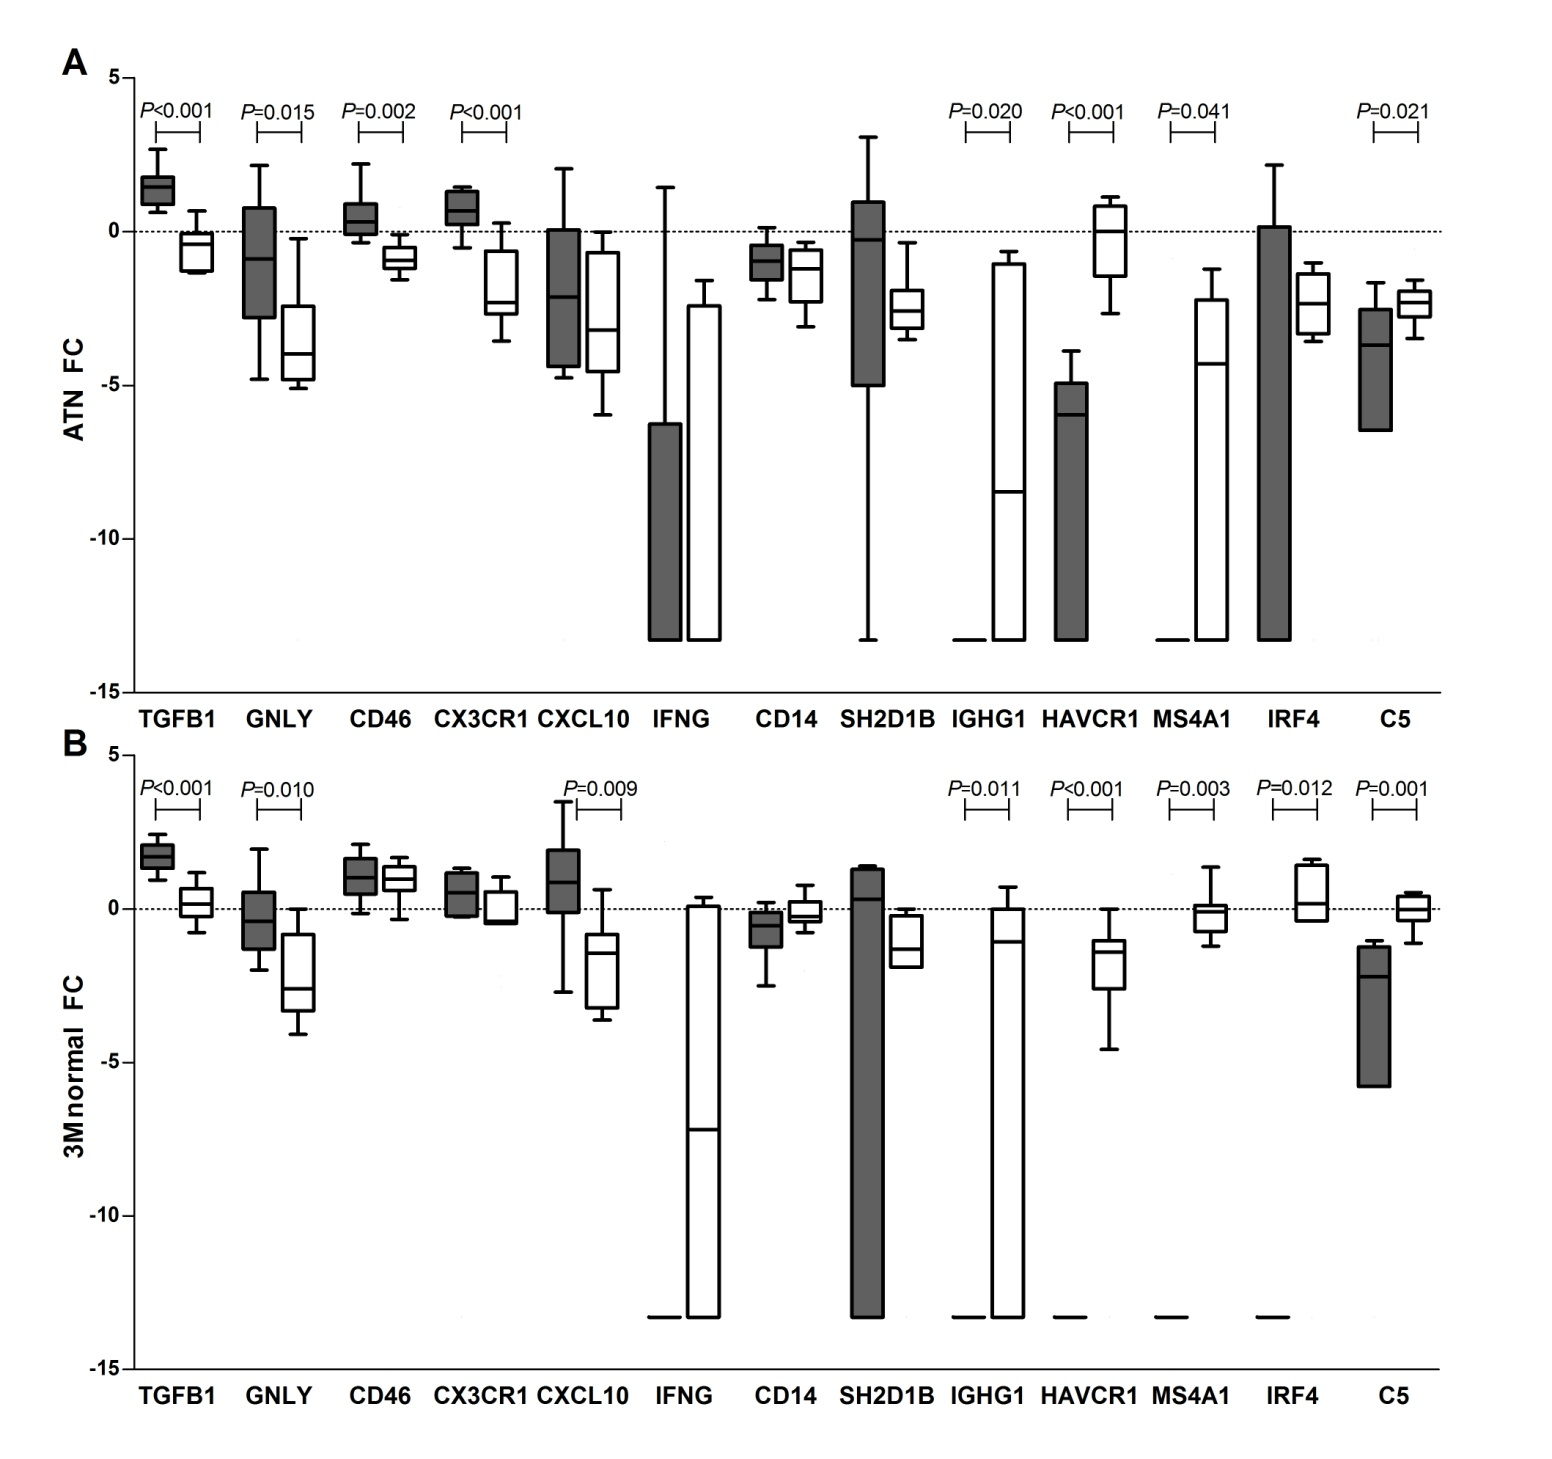 A
5
P<0.001 P=0.015 P=0.002 P<0.001 P=0.020 P<0.001 P=0.041 P=0.021
0
-5
-10
-15
ATN FC
TGFB1 GNLY CD46 CX3CR1 CXCL10 IFNG CD14 SH2D1B IGHG1 HAVCR1 MS4A1 IRF4 C5
B
5
P<0.001 P=0.010 P=0.009 P=0.011 P<0.001 P=0.003 P=0.012 P=0.001
0
-5
-10
-15
3Mnormal FC
TGFB1 GNLY CD46 CX3CR1 CXCL10 IFNG CD14 SH2D1B IGHG1 HAVCR1 MS4A1 IRF4 C5